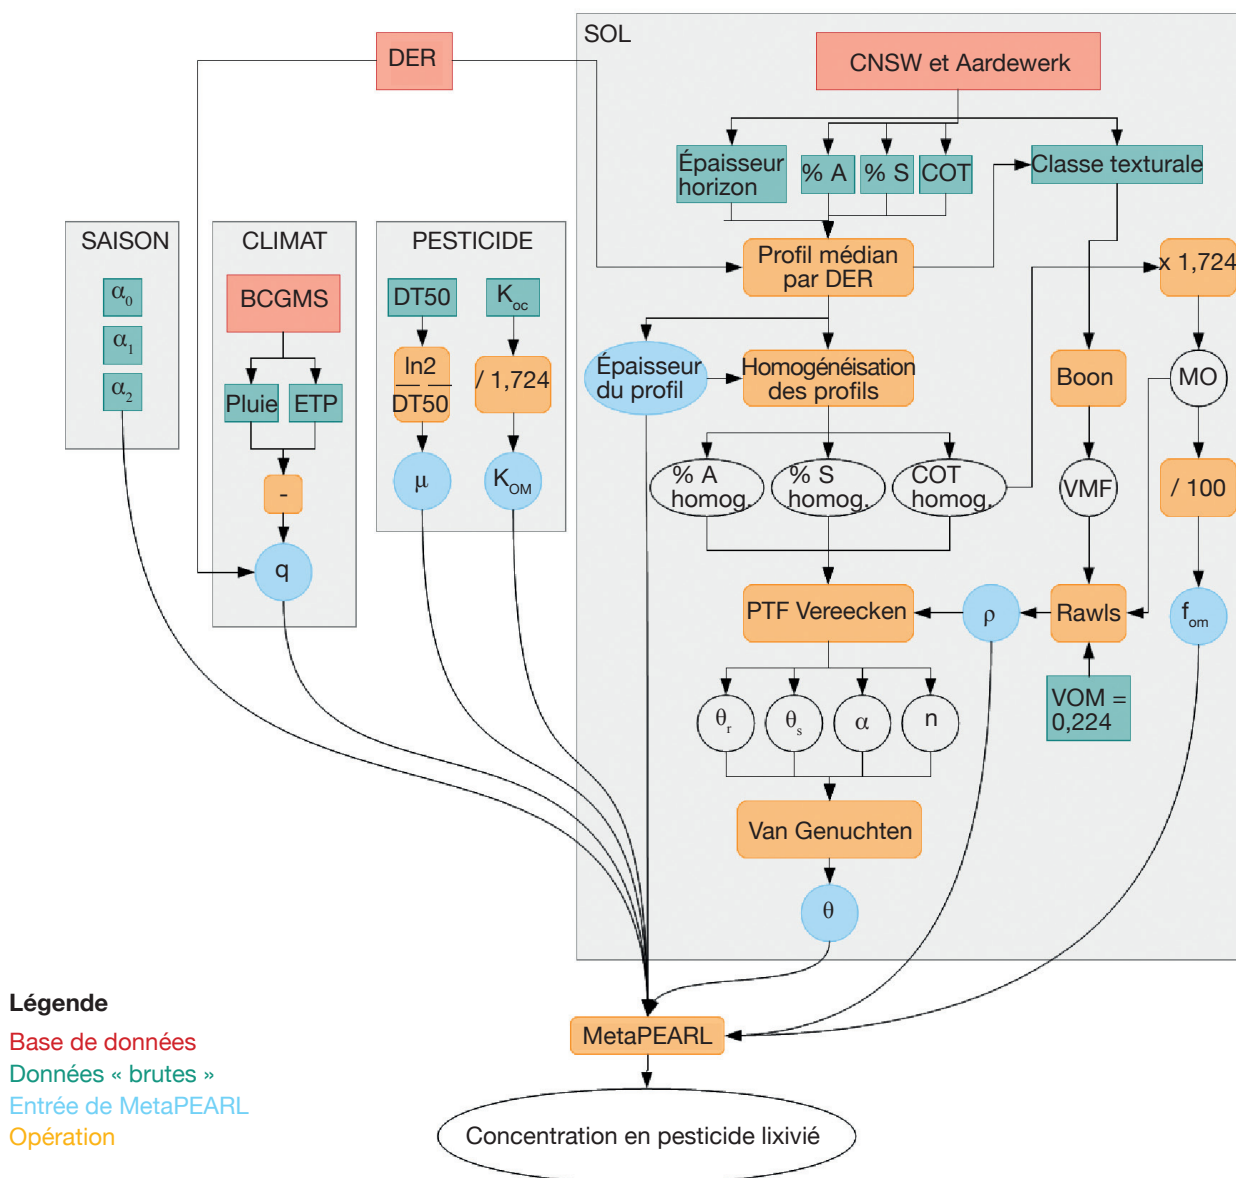 SOL
DER
CNSW et Aardewerk
Épaisseur
horizon
% A
% S
COT
Classe texturale
SAISON
CLIMAT
PESTICIDE
Profil médian
par DER
x 1,724
α0
α1
α2
BCGMS
DT50
Koc
ln2
DT50
/ 1,724
Épaisseur
du profil
Homogénéisation
des profils
Boon
MO
Pluie
ETP
% A
homog.
% S
homog.
COT
homog.
-
μ
KOM
VMF
/ 100
q
PTF Vereecken
ρ
Rawls
fom
θr
θs
α
n
VOM =
0,224
Van Genuchten
θ
MetaPEARL
Concentration en pesticide lixivié
Légende
Base de données
Données « brutes »
Entrée de MetaPEARL
Opération